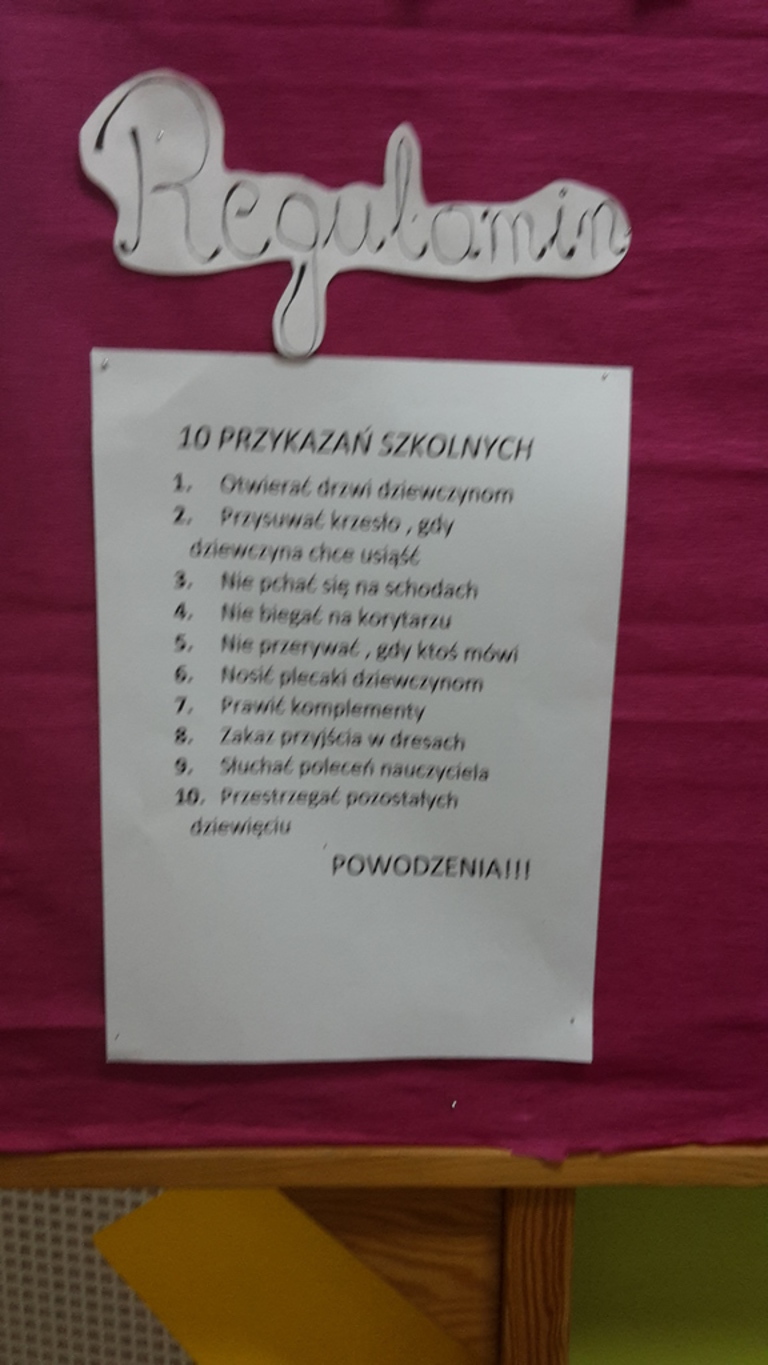 Regulamin
10 PRZYKAZAŃ SZKOLNYCH
1. Otwierać drzwi dziewczynom
2. Przysuwać krzesło , gdy
dziewczyna chce usiąść
3. Nie pchać się na schodach
4. Nie biegać na korytarzu
5. Nie przerywać , gdy ktoś mówi
6. Nosić plecaki dziewczynom
7. Prawić komplementy
8. Zakaz przyjścia w dresach
9. Słuchać poleceń nauczyciela
10. Przestrzegać pozostałych
dziewięciu
POWODZENIA!!!